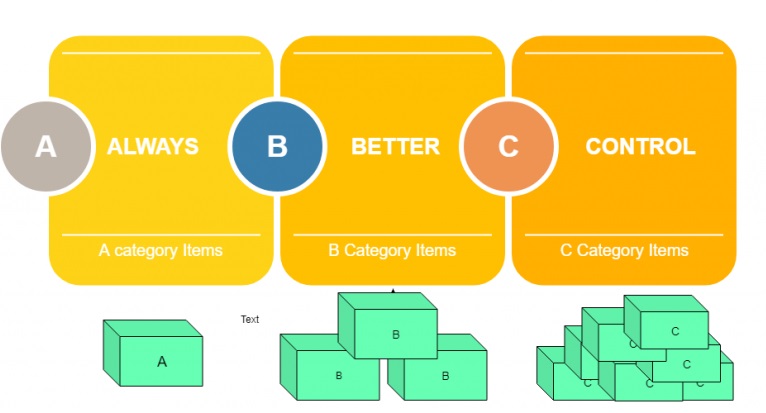 A ALWAYS B BETTER C CONTROL
A category Items B Category Items C Category Items
Text
A
B
B B
C
C
C
C C C